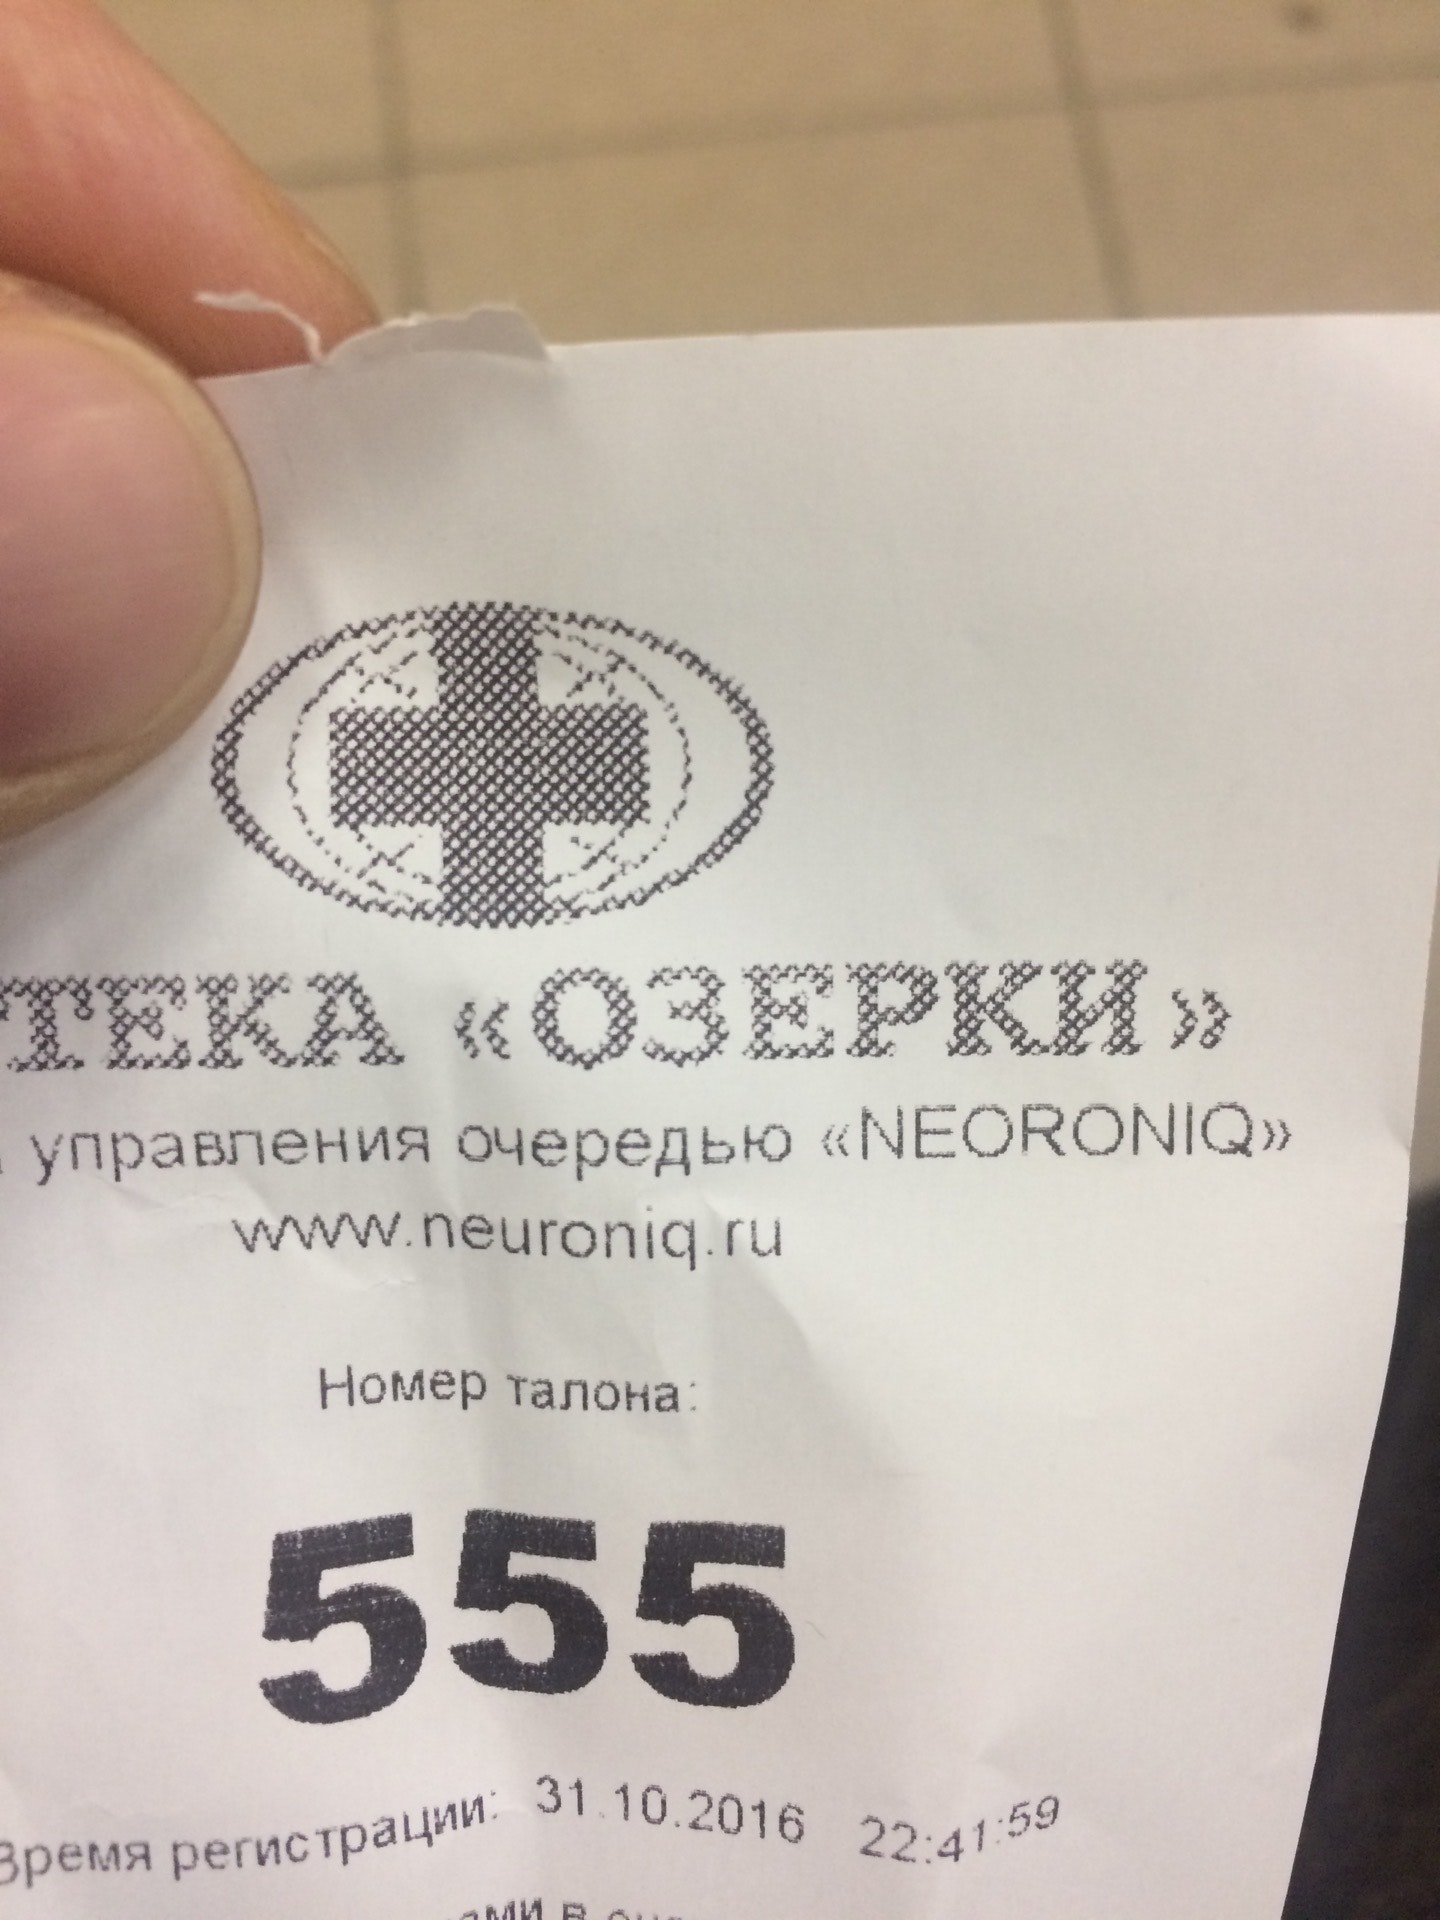 ТЕКА «ОЗЕРКИ»
управления очередью «NEORONIQ»
www.neuroniq.ru
Номер талона:
555
Время регистрации: 31.10.2016 22:41:59